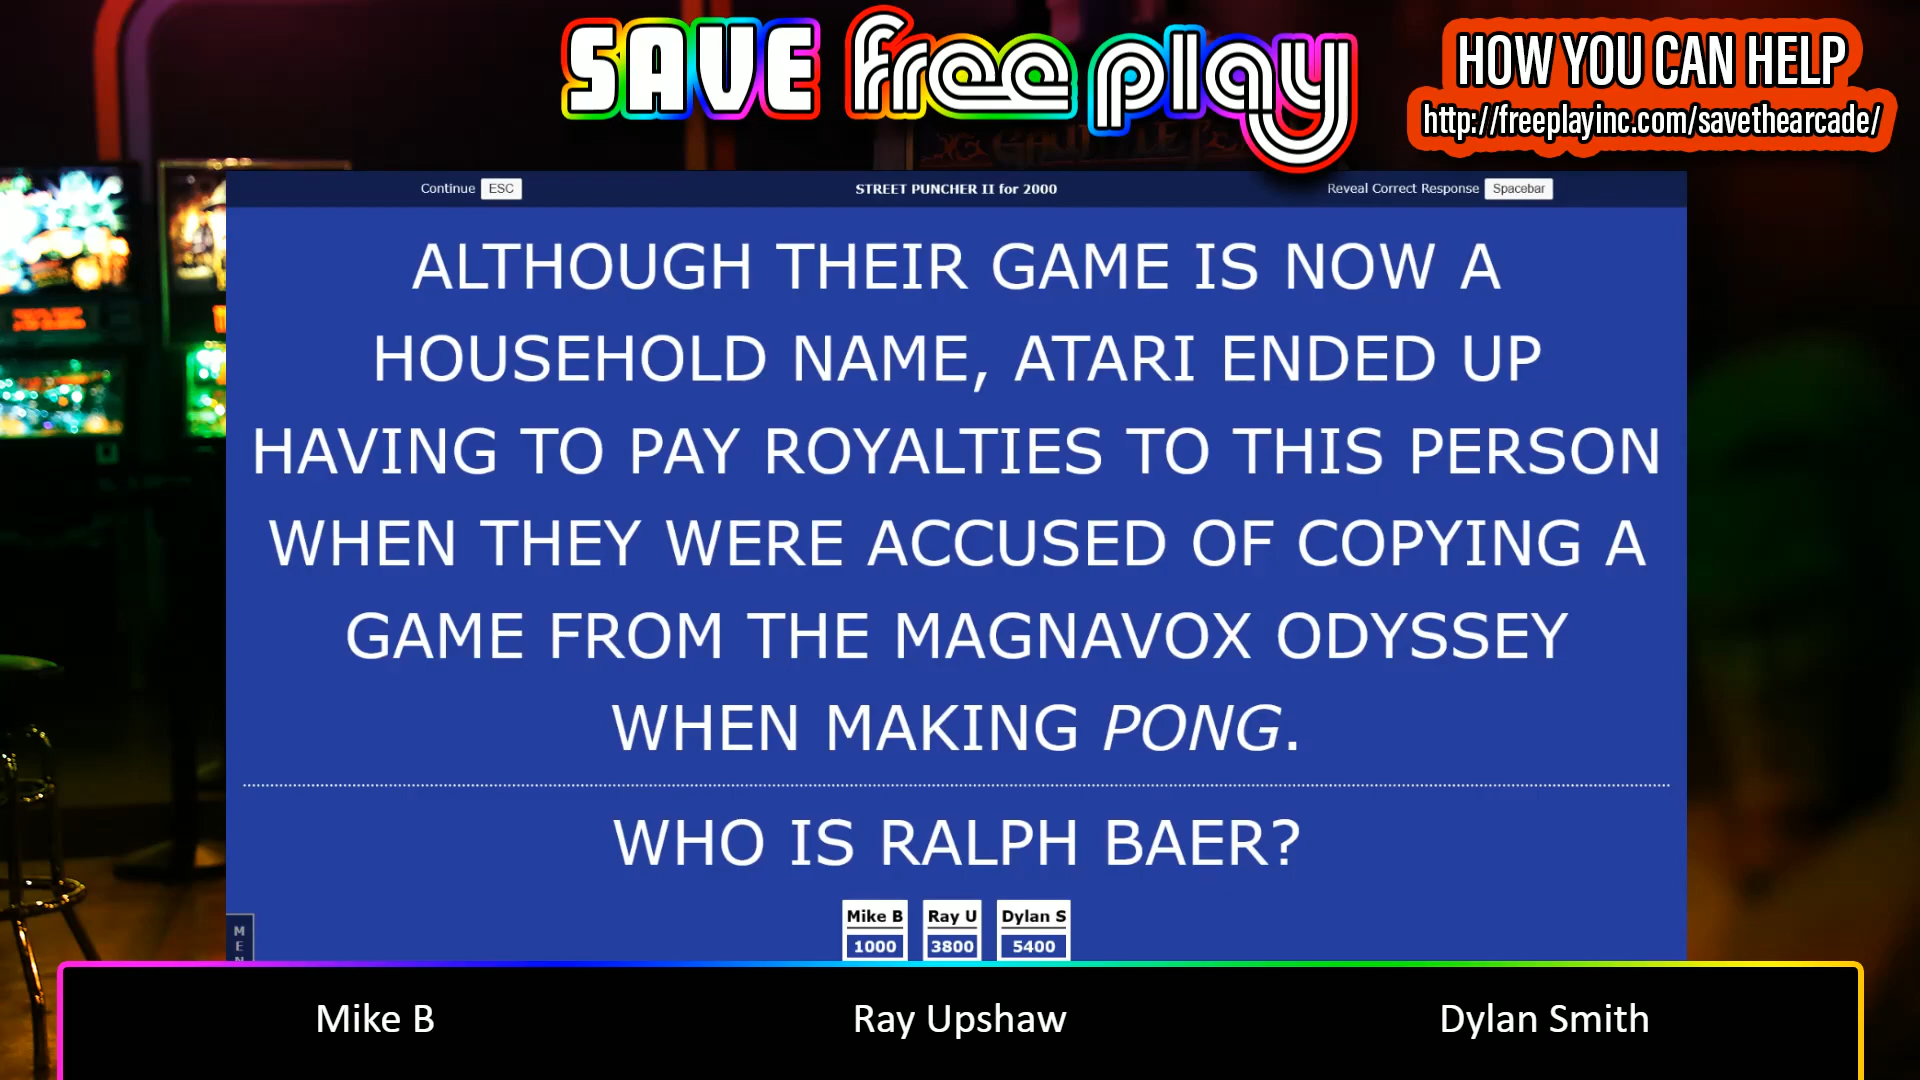 SAVE free play
HOW YOU CAN HELP
http://freeplayinc.com/savethearcade/
Continue ESC
STREET PUNCHER II for 2000
Reveal Correct Response Spacebar
ALTHOUGH THEIR GAME IS NOW A
HOUSEHOLD NAME, ATARI ENDED UP
HAVING TO PAY ROYALTIES TO THIS PERSON
WHEN THEY WERE ACCUSED OF COPYING A
GAME FROM THE MAGNAVOX ODYSSEY
WHEN MAKING PONG.
WHO IS RALPH BAER?
Mike B Ray U Dylan S
1000 3800 5400
M
E
N
Mike B
Ray Upshaw
Dylan Smith